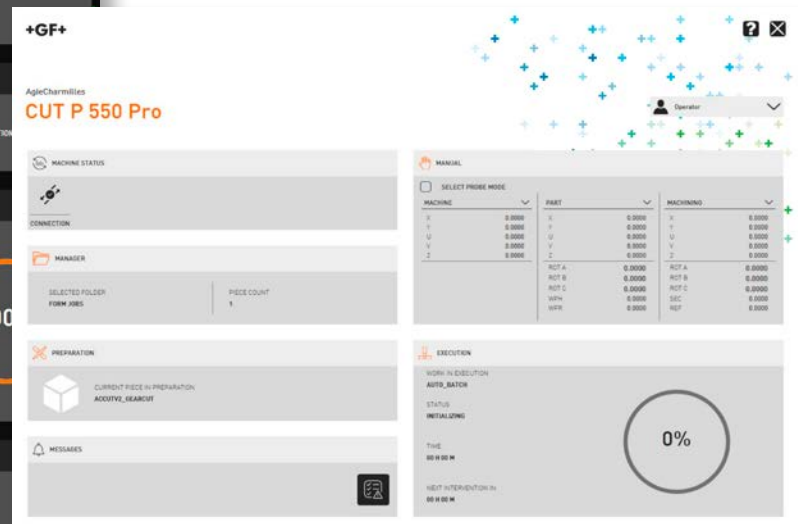 +GF+
AgieCharmilles
CUT P 550 Pro
Operator
MACHINE STATUS
CONNECTION
MANAGER
SELECTED FOLDER
FORM JOBS
PIECE COUNT
1
PREPARATION
CURRENT PIECE IN PREPARATION
ACCUTV2_GEARCUT
MESSAGES
MANUAL
SELECT PROBE MODE
MACHINE PART MACHINING
X 0.0000 X 0.0000 X 0.0000
Y 0.0000 Y 0.0000 Y 0.0000
U 0.0000 U 0.0000 U 0.0000
V 0.0000 V 0.0000 V 0.0000
Z 0.0000 Z 0.0000 Z 0.0000
ROT A 0.0000 ROT A 0.0000
ROT B 0.0000 ROT B 0.0000
ROT C 0.0000 ROT C 0.0000
WPH 0.0000 SEC 0.0000
WPR 0.0000 REF 0.0000
EXECUTION
WORK IN EXECUTION
AUTO_BATCH
STATUS
INITIALIZING
TIME
00 H 00 M
NEXT INTERVENTION IN:
00 H 00 M
0%